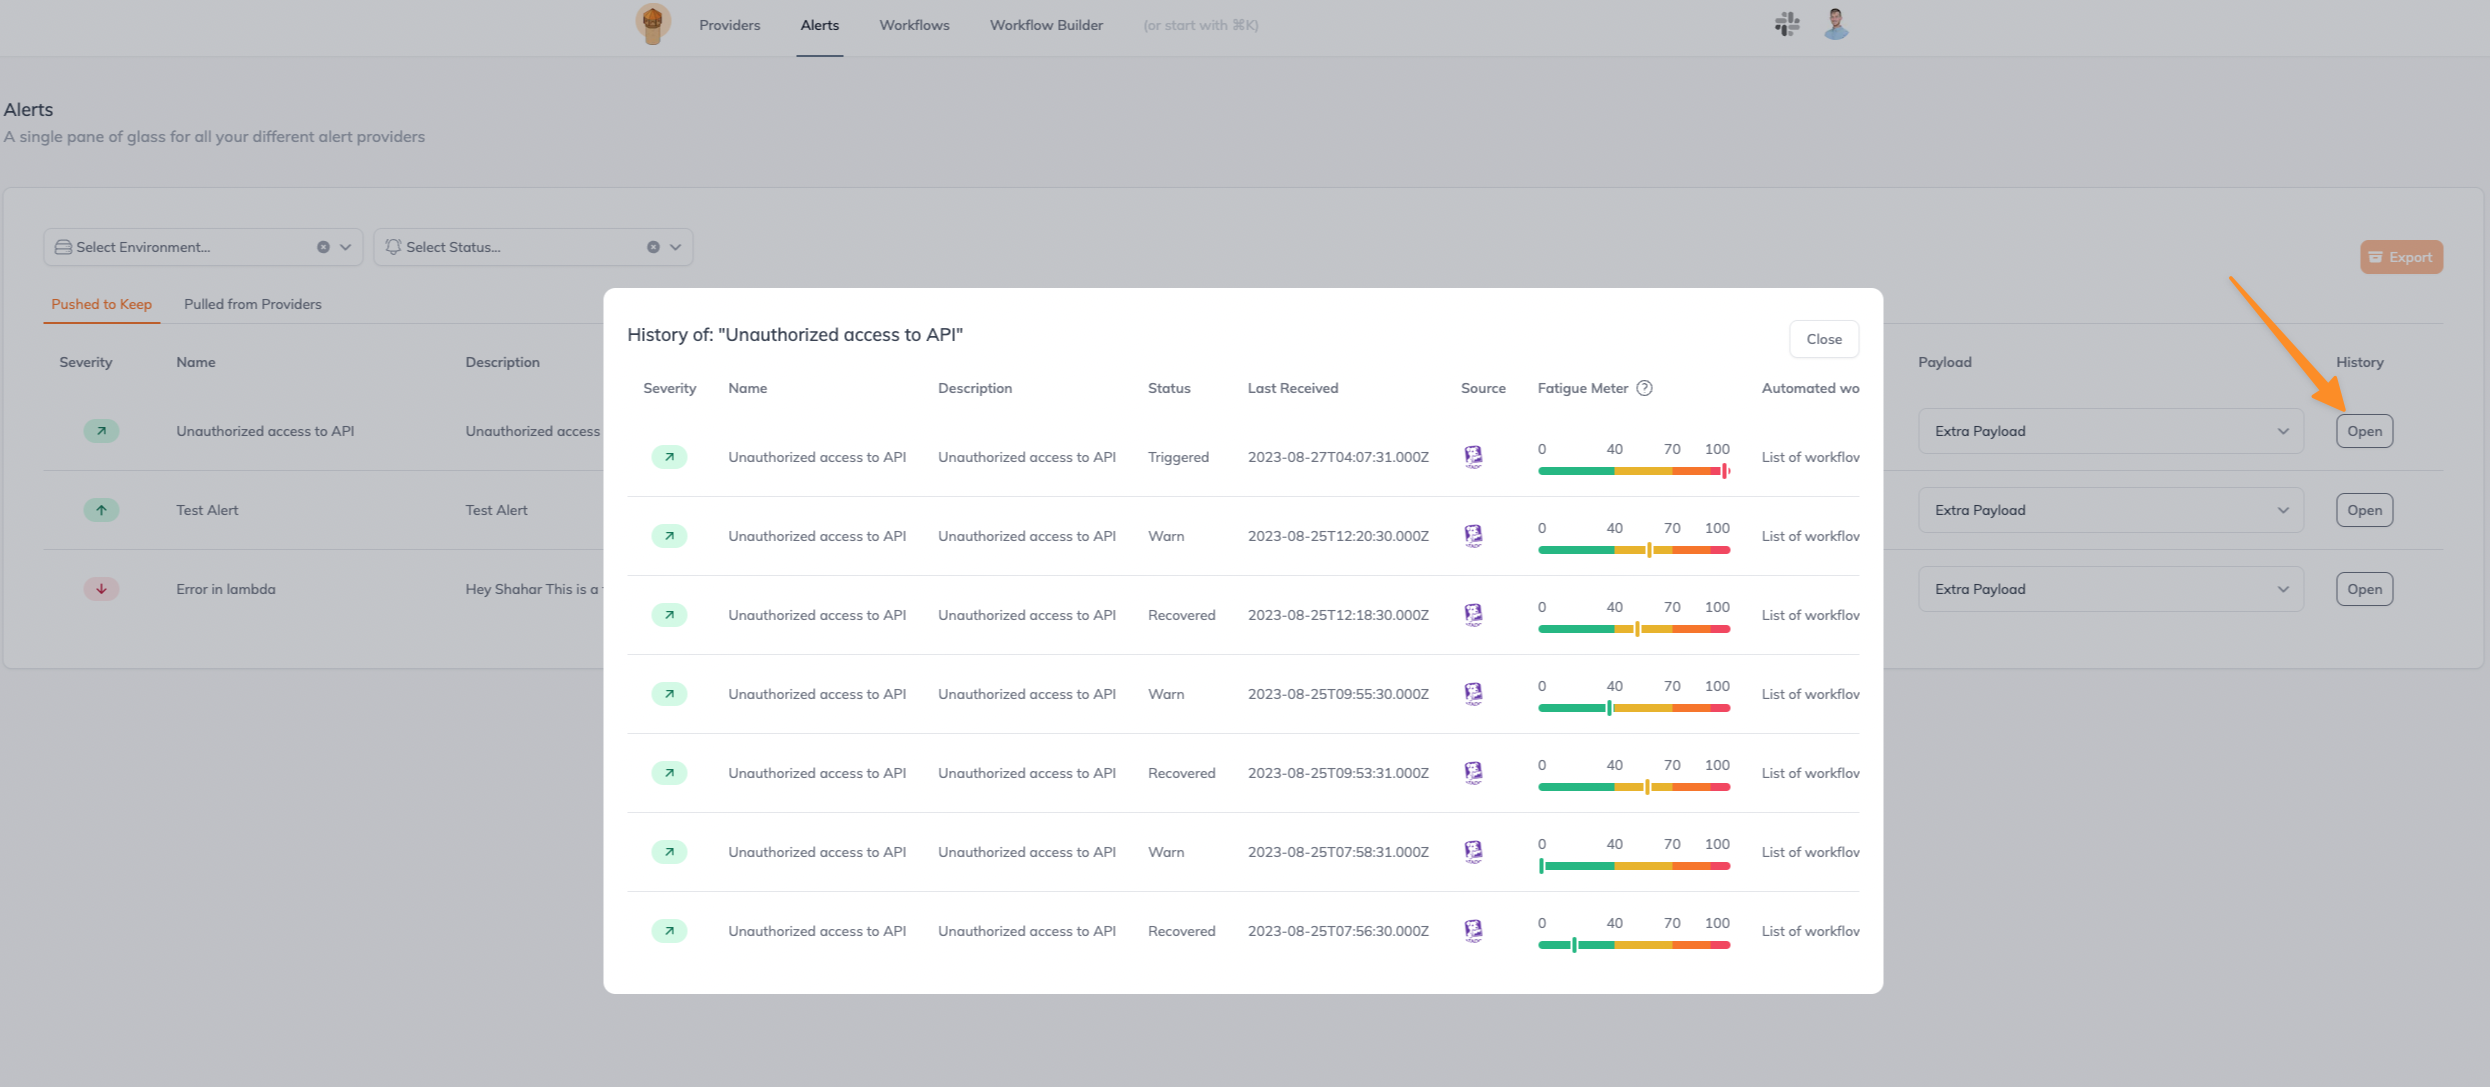 Providers Alerts Workflows Workflow Builder (or start with ⌘K)
Alerts
A single pane of glass for all your different alert providers
Select Environment... Select Status... Export
Pushed to Keep Pulled from Providers
Severity Name Description Payload History
Unauthorized access to API Unauthorized access Extra Payload Open
Test Alert Test Alert Extra Payload Open
Error in lambda Hey Shahar This is a Extra Payload Open
History of: "Unauthorized access to API" Close
Severity Name Description Status Last Received Source Fatigue Meter ? Automated wo
Unauthorized access to API Unauthorized access to API Triggered 2023-08-27T04:07:31.000Z 0 40 70 100 List of workflov
Unauthorized access to API Unauthorized access to API Warn 2023-08-25T12:20:30.000Z 0 40 70 100 List of workflov
Unauthorized access to API Unauthorized access to API Recovered 2023-08-25T12:18:30.000Z 0 40 70 100 List of workflov
Unauthorized access to API Unauthorized access to API Warn 2023-08-25T09:55:30.000Z 0 40 70 100 List of workflov
Unauthorized access to API Unauthorized access to API Recovered 2023-08-25T09:53:31.000Z 0 40 70 100 List of workflov
Unauthorized access to API Unauthorized access to API Warn 2023-08-25T07:58:31.000Z 0 40 70 100 List of workflov
Unauthorized access to API Unauthorized access to API Recovered 2023-08-25T07:56:30.000Z 0 40 70 100 List of workflov